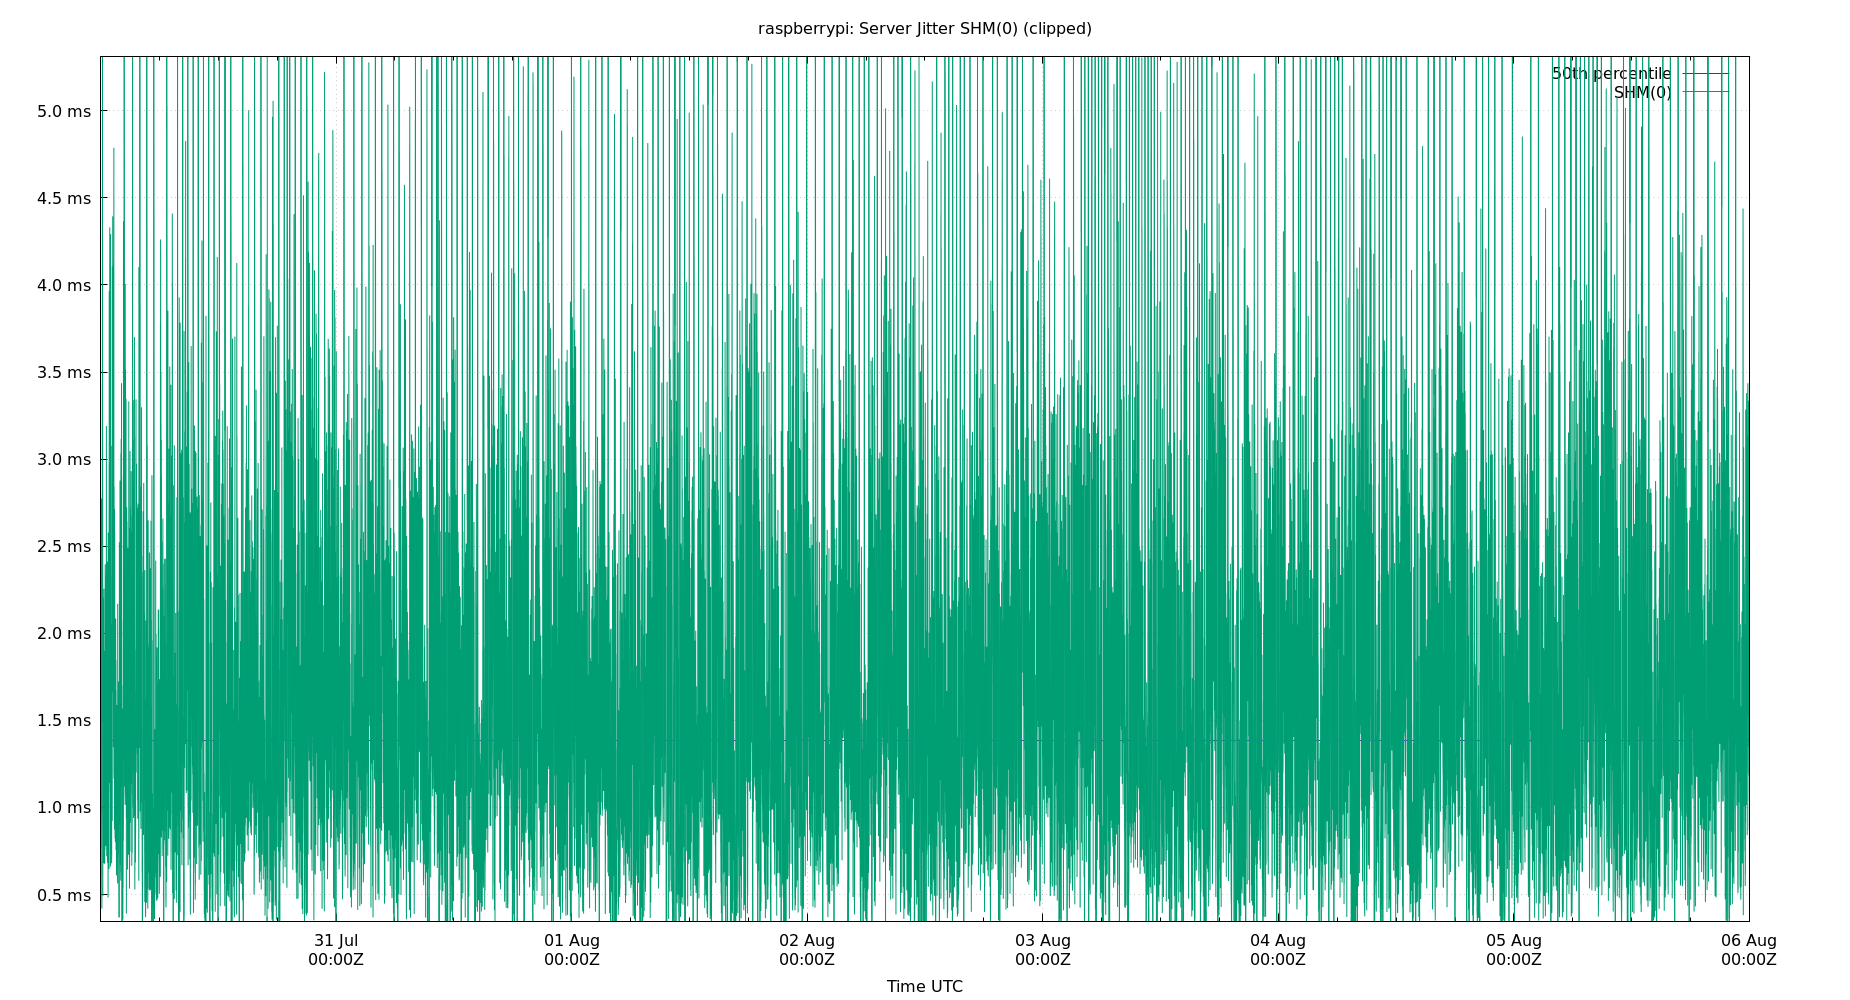 raspberrypi: Server Jitter SHM(0) (clipped)
50th percentile
SHM(0)
5.0 ms
4.5 ms
4.0 ms
3.5 ms
3.0 ms
2.5 ms
2.0 ms
1.5 ms
1.0 ms
0.5 ms
31 Jul 01 Aug 02 Aug 03 Aug 04 Aug 05 Aug 06 Aug
00:00Z 00:00Z 00:00Z 00:00Z 00:00Z 00:00Z 00:00Z
Time UTC